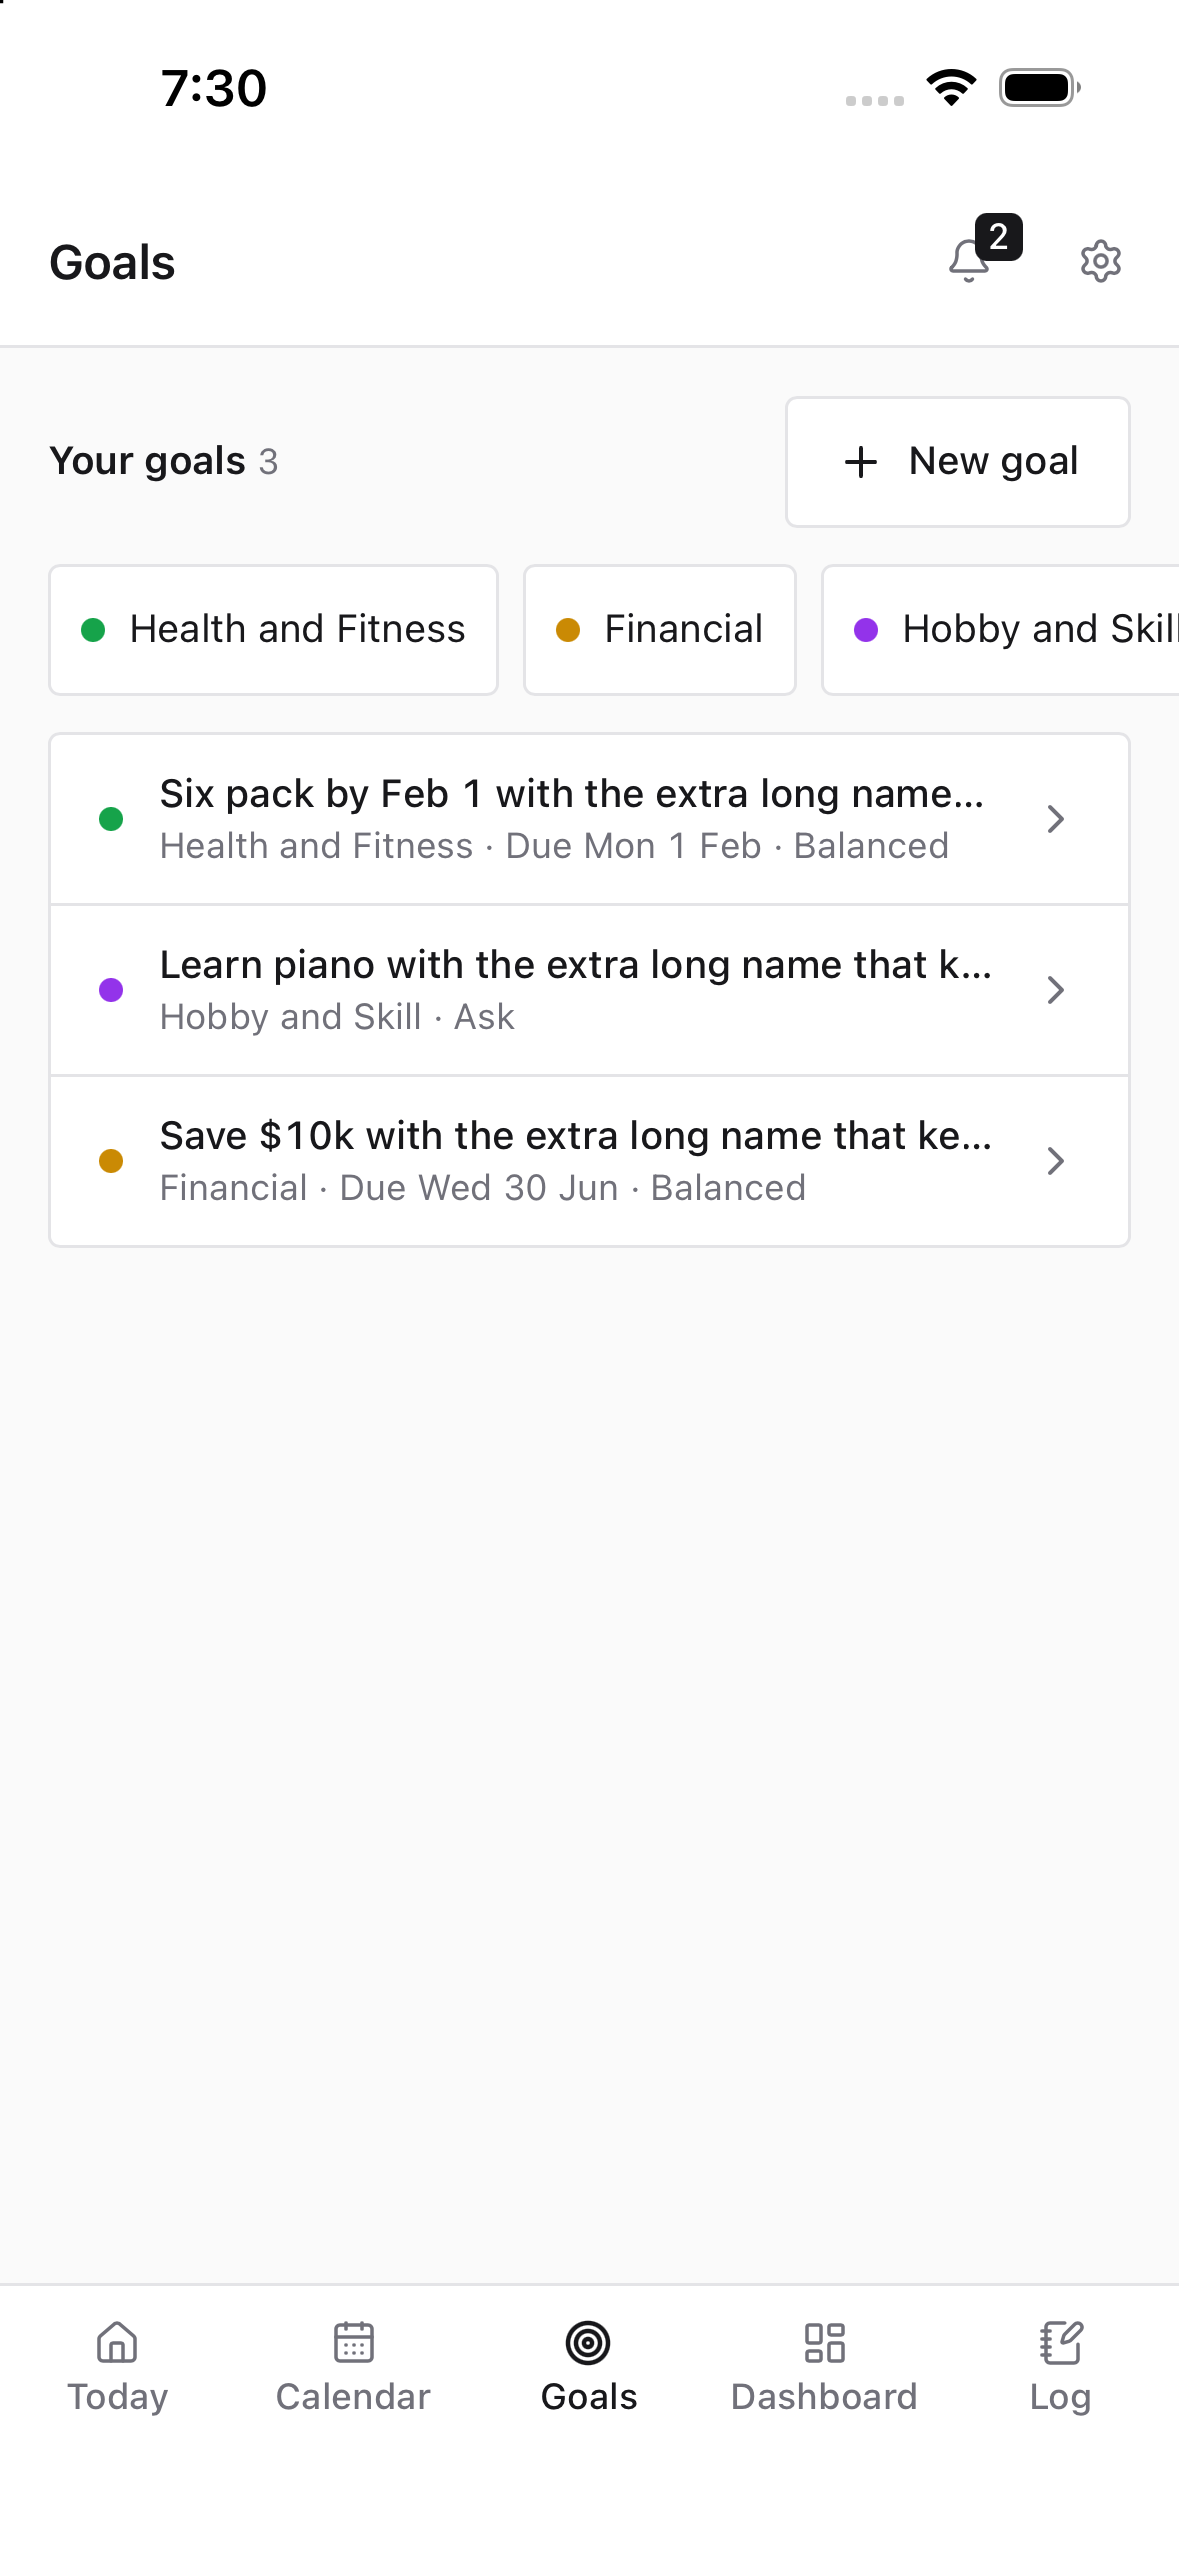 7:30
Goals
2
Your goals 3
New goal
Health and Fitness
Financial
Hobby and Skill
Six pack by Feb 1 with the extra long name...
Health and Fitness · Due Mon 1 Feb · Balanced
Learn piano with the extra long name that k...
Hobby and Skill · Ask
Save $10k with the extra long name that ke...
Financial · Due Wed 30 Jun · Balanced
Today
Calendar
Goals
Dashboard
Log